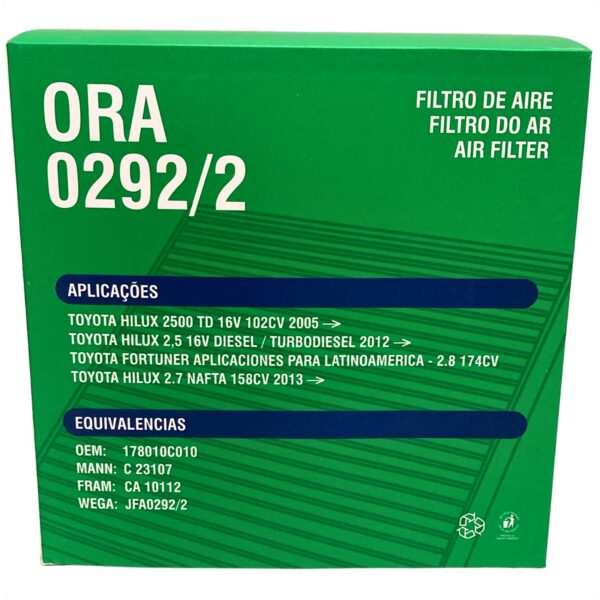 ORA
0292/2
FILTRO DE AIRE
FILTRO DO AR
AIR FILTER
APLICAÇÕES
TOYOTA HILUX 2500 TD 16V 102CV 2005 →
TOYOTA HILUX 2,5 16V DIESEL / TURBODIESEL 2012 →
TOYOTA FORTUNER APLICACIONES PARA LATINOAMERICA - 2.8 174CV
TOYOTA HILUX 2.7 NAFTA 158CV 2013 →
EQUIVALENCIAS
OEM: 178010C010
MANN: C 23107
FRAM: CA 10112
WEGA: JFA0292/2